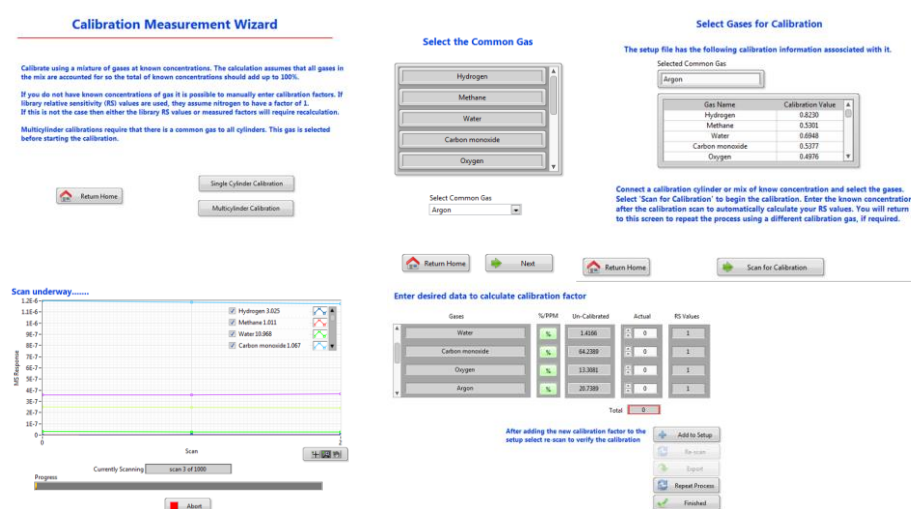 Calibration Measurement Wizard
Calibrate using a mixture of gases at known concentrations. The calculation assumes that all gases in
the mix are accounted for so the total of known concentrations should add up to 100%.
If you do not have known concentrations of gas it is possible to manually enter calibration factors. If
library relative sensitivity (RS) values are used, they assume nitrogen to have a factor of 1.
If this is not the case then either the library RS values or measured factors will require recalculation.
Multicylinder calibrations require that there is a common gas to all cylinders. This gas is selected
before starting the calibration.
Return Home
Single Cylinder Calibration
Multicylinder Calibration
Select the Common Gas
Hydrogen
Methane
Water
Carbon monoxide
Oxygen
Select Common Gas
Argon
Return Home
Next
Select Gases for Calibration
The setup file has the following calibration information assosciated with it.
Selected Common Gas
Argon
Gas Name Calibration Value
Hydrogen 0.8230
Methane 0.5301
Water 0.6948
Carbon monoxide 0.5377
Oxygen 0.4976
Connect a calibration cylinder or mix of know concentration and select the gases.
Select 'Scan for Calibration' to begin the calibration. Enter the known concentration
after the calibration scan to automatically calculate your RS values. You will return
to this screen to repeat the process using a different calibration gas, if required.
Return Home
Scan for Calibration
Scan underway.......
MS Response
1.2E-6
1.1E-6
1E-6
9E-7
8E-7
7E-7
6E-7
5E-7
4E-7
3E-7
2E-7
1E-7
0
Hydrogen 3.025
Methane 1.011
Water 10.968
Carbon monoxide 1.067
0 2
Scan
Currently Scanning scan 3 of 1000
Progress
Abort
Enter desired data to calculate calibration factor
Gases %/PPM Un-Calibrated Actual RS Values
Water % 1.4166 0 1
Carbon monoxide % 64.2389 0 1
Oxygen % 13.3081 0 1
Argon % 20.7389 0 1
Total 0
After adding the new calibration factor to the
setup select re-scan to verify the calibration
Add to Setup
Re-scan
Export
Repeat Process
Finished